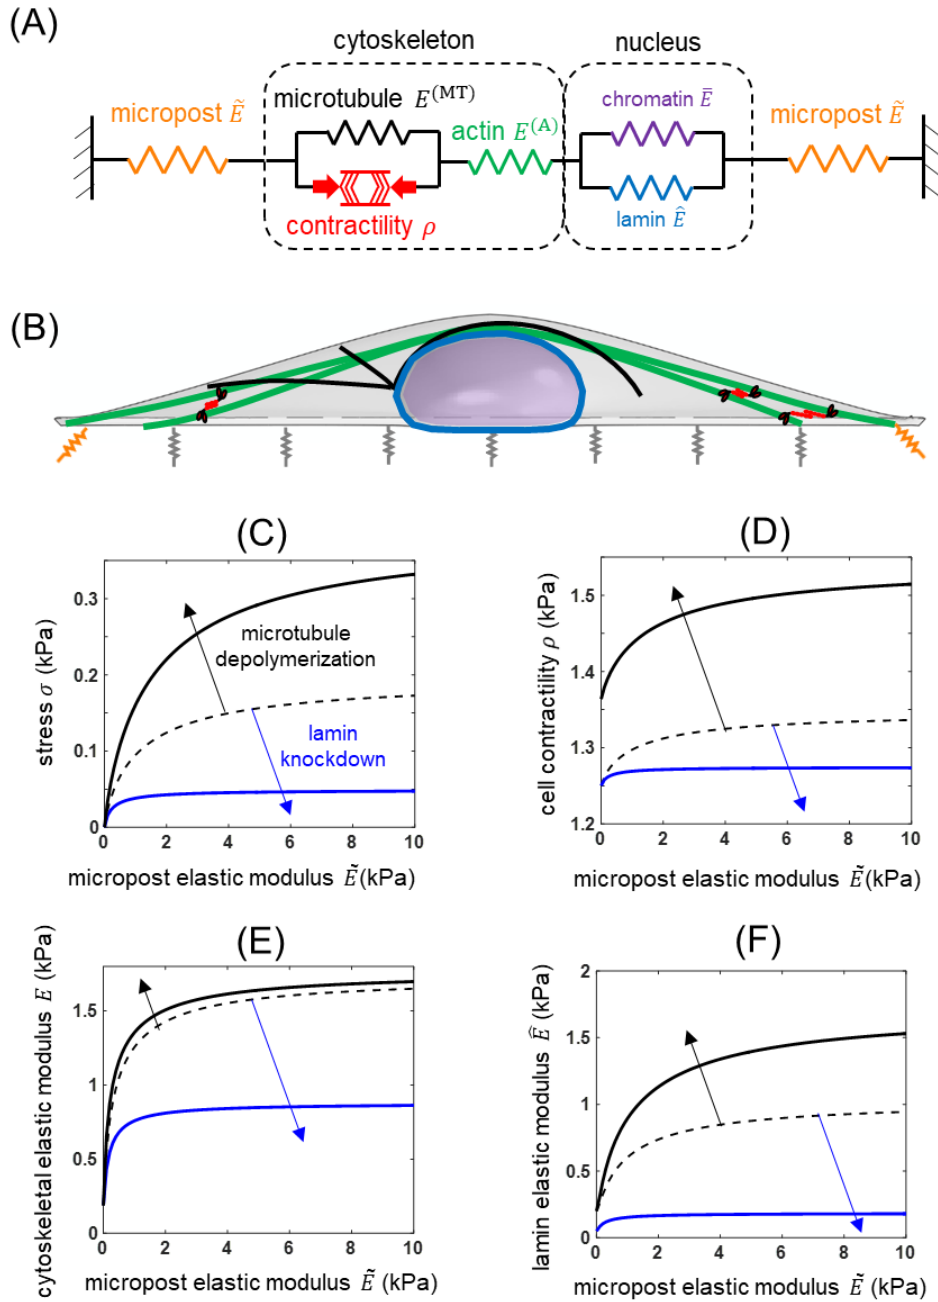 (A)
cytoskeleton
nucleus
micropost Ẽ
microtubule E^(MT)
actin E^(A)
contractility ρ
chromatin Ē
lamin Ê
micropost Ẽ
(B)
(C)
stress σ (kPa)
0.3
0.2
0.1
0
0 2 4 6 8 10
microtubule
depolymerization
lamin
knockdown
micropost elastic modulus Ẽ(kPa)
(D)
cell contractility ρ (kPa)
1.5
1.4
1.3
1.2
0 2 4 6 8 10
micropost elastic modulus Ẽ (kPa)
(E)
cytoskeletal elastic modulus E (kPa)
1.5
1
0.5
0
0 2 4 6 8 10
micropost elastic modulus Ẽ (kPa)
(F)
lamin elastic modulus Ê (kPa)
2
1.5
1
0.5
0
0 2 4 6 8 10
micropost elastic modulus Ẽ (kPa)